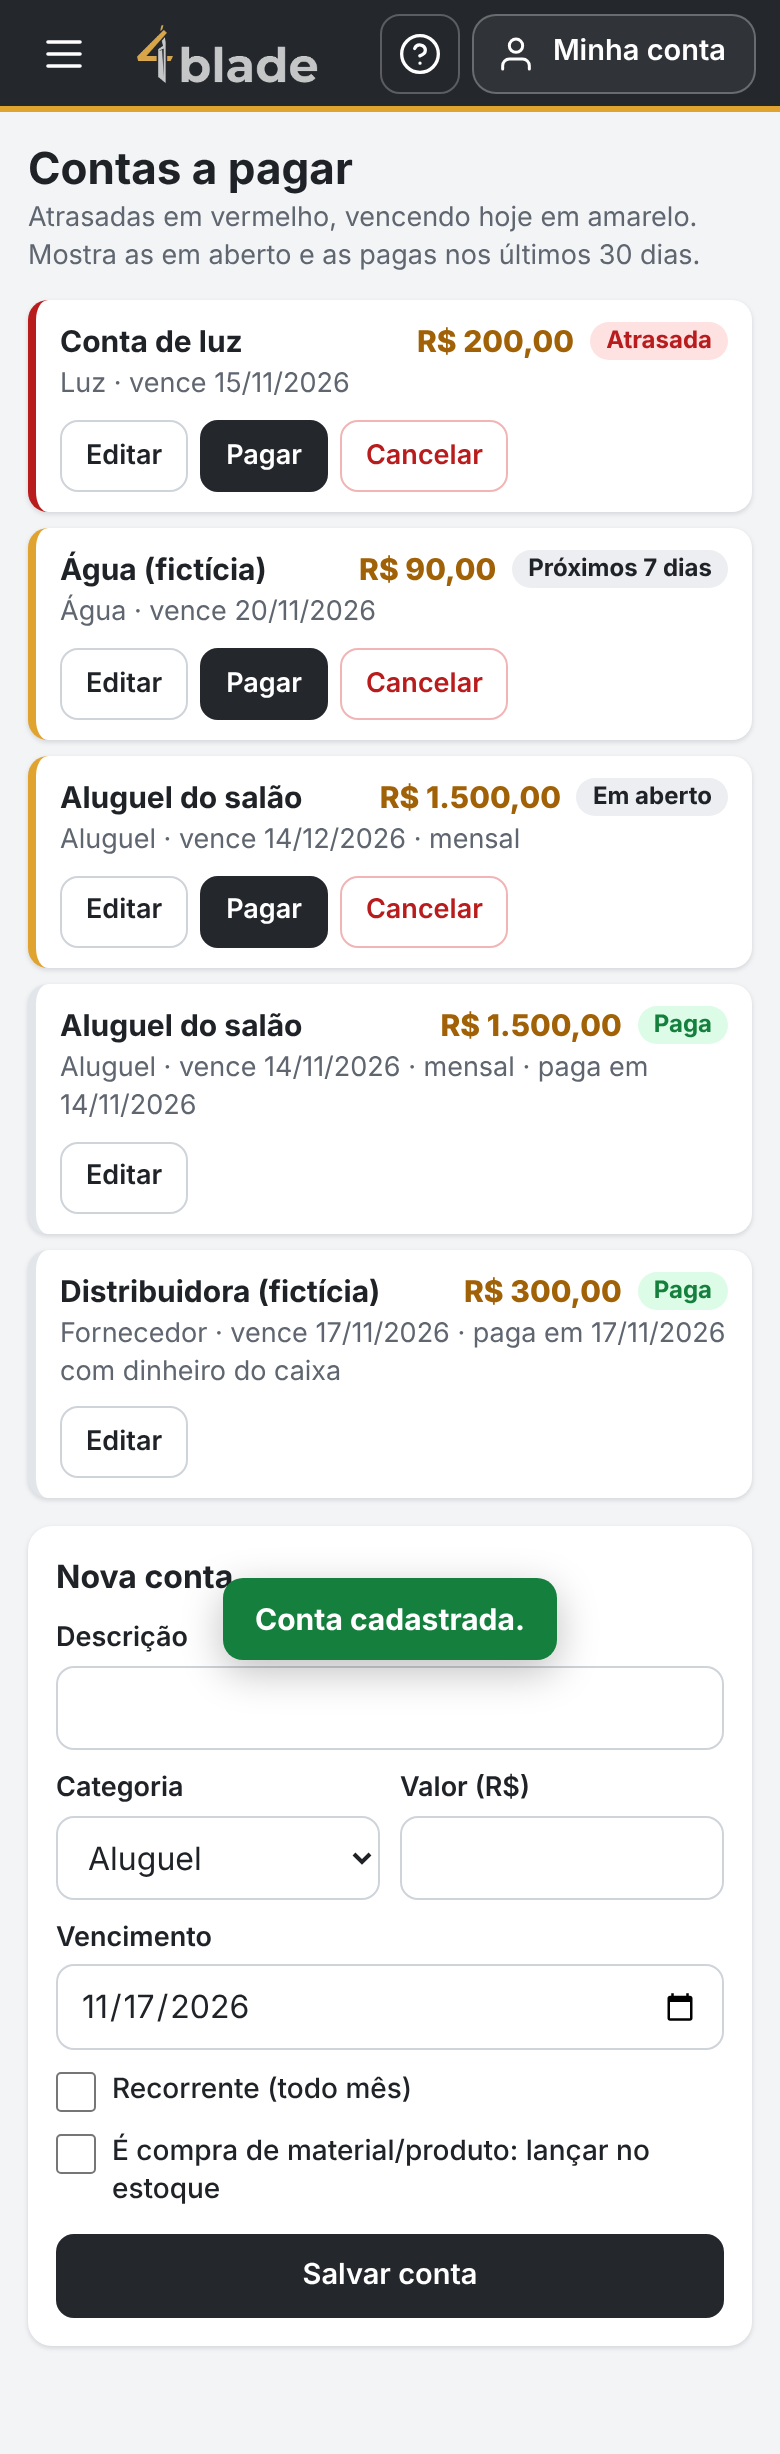 4blade
Minha conta
Contas a pagar
Atrasadas em vermelho, vencendo hoje em amarelo.
Mostra as em aberto e as pagas nos últimos 30 dias.
Conta de luz R$ 200,00 Atrasada
Luz · vence 15/11/2026
Editar Pagar Cancelar
Água (fictícia) R$ 90,00 Próximos 7 dias
Água · vence 20/11/2026
Editar Pagar Cancelar
Aluguel do salão R$ 1.500,00 Em aberto
Aluguel · vence 14/12/2026 · mensal
Editar Pagar Cancelar
Aluguel do salão R$ 1.500,00 Paga
Aluguel · vence 14/11/2026 · mensal · paga em
14/11/2026
Editar
Distribuidora (fictícia) R$ 300,00 Paga
Fornecedor · vence 17/11/2026 · paga em 17/11/2026
com dinheiro do caixa
Editar
Nova conta
Conta cadastrada.
Descrição
Categoria Valor (R$)
Aluguel
Vencimento
11/17/2026
Recorrente (todo mês)
É compra de material/produto: lançar no
estoque
Salvar conta